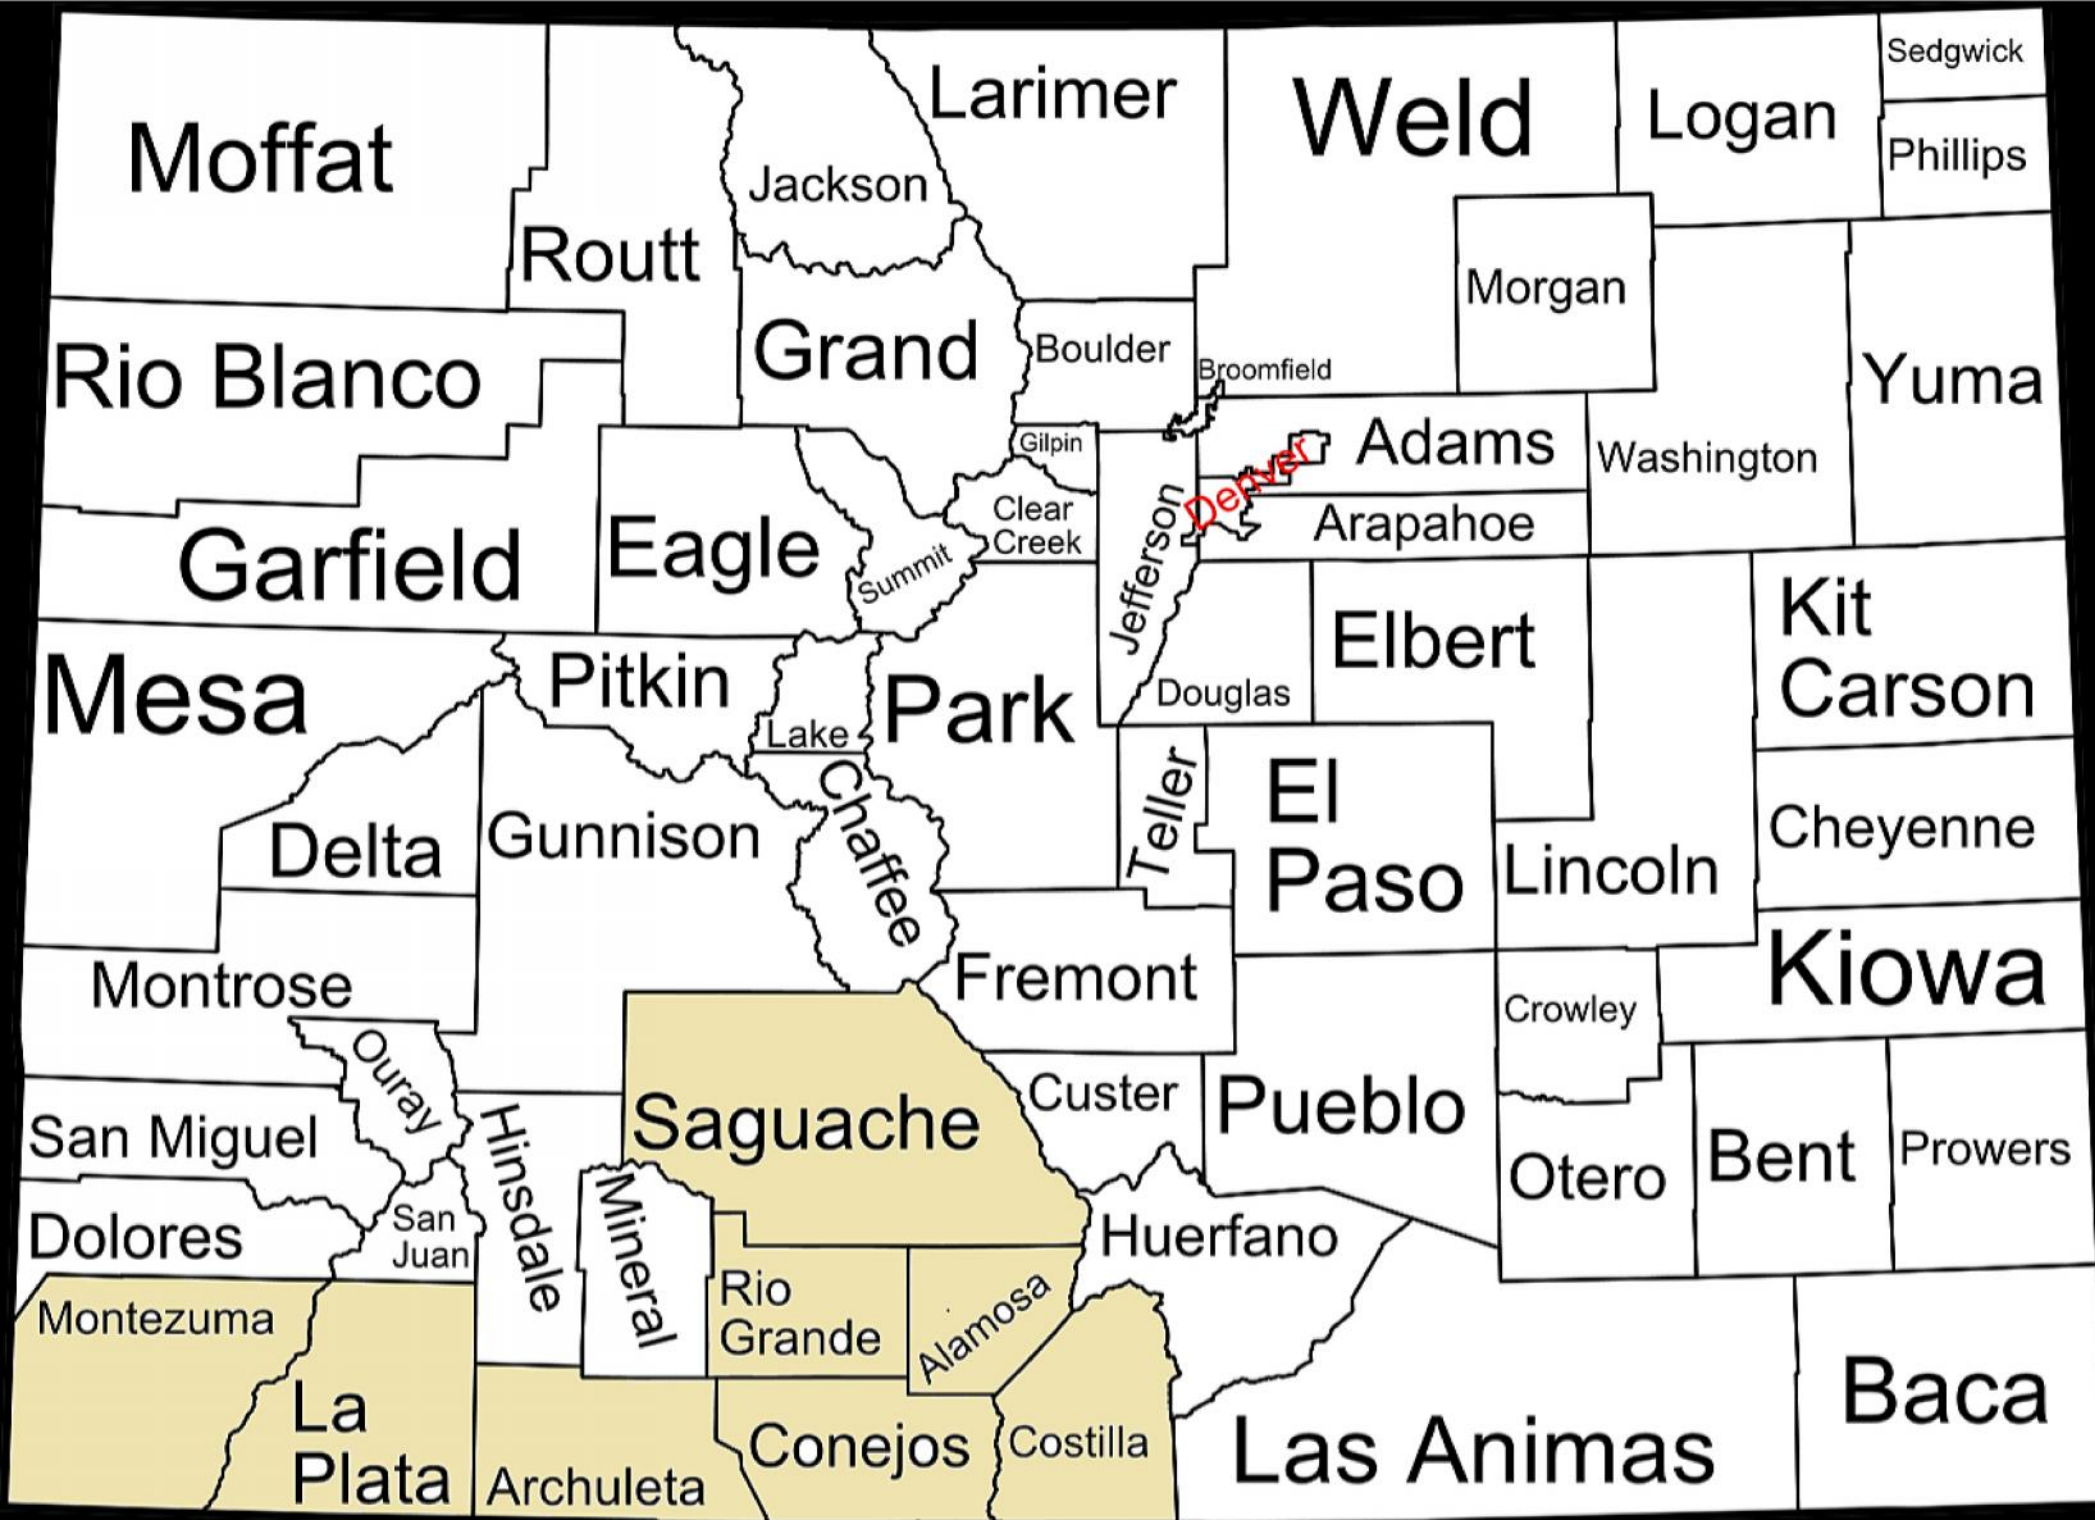 Moffat
Routt
Jackson
Larimer
Weld
Logan
Sedgwick
Phillips
Morgan
Rio Blanco
Grand
Boulder
Broomfield
Yuma
Gilpin
Adams
Washington
Denver
Garfield
Eagle
Summit
Clear
Creek
Jefferson
Arapahoe
Mesa
Pitkin
Lake
Park
Douglas
Elbert
Kit
Carson
Delta
Gunnison
Chaffee
Teller
El
Paso
Lincoln
Cheyenne
Montrose
Fremont
Crowley
Kiowa
Ouray
San Miguel
Hinsdale
Saguache
Custer
Pueblo
Otero
Bent
Prowers
Dolores
San
Juan
Mineral
Huerfano
Montezuma
La
Plata
Rio
Grande
Alamosa
Archuleta
Conejos
Costilla
Las Animas
Baca